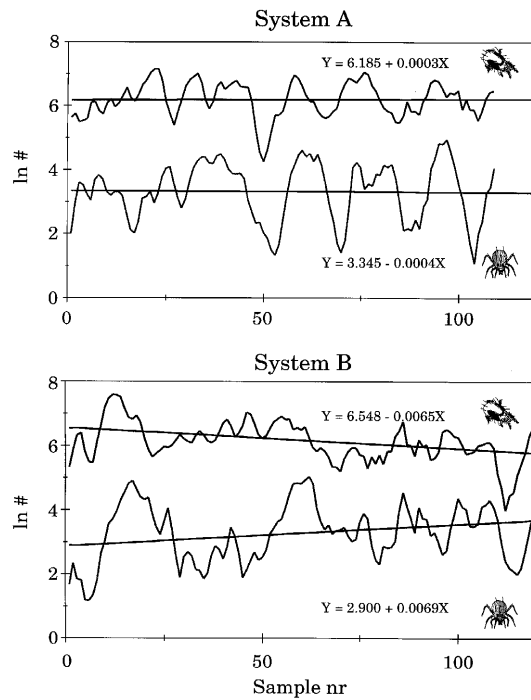 System A
8
6
4
2
0
ln #
Y = 6.185 + 0.0003X
Y = 3.345 - 0.0004X
0
50
100
System B
8
6
4
2
0
ln #
Y = 6.548 - 0.0065X
Y = 2.900 + 0.0069X
0
50
100
Sample nr